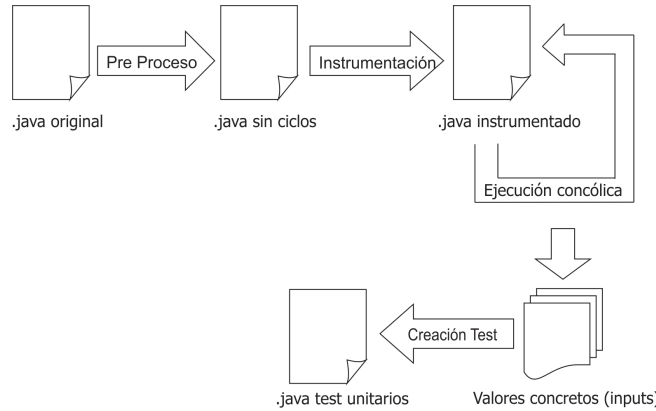 Pre Proceso
Instrumentación
.java original
.java sin ciclos
.java instrumentado
Ejecución concólica
Creación Test
.java test unitarios
Valores concretos (inputs)